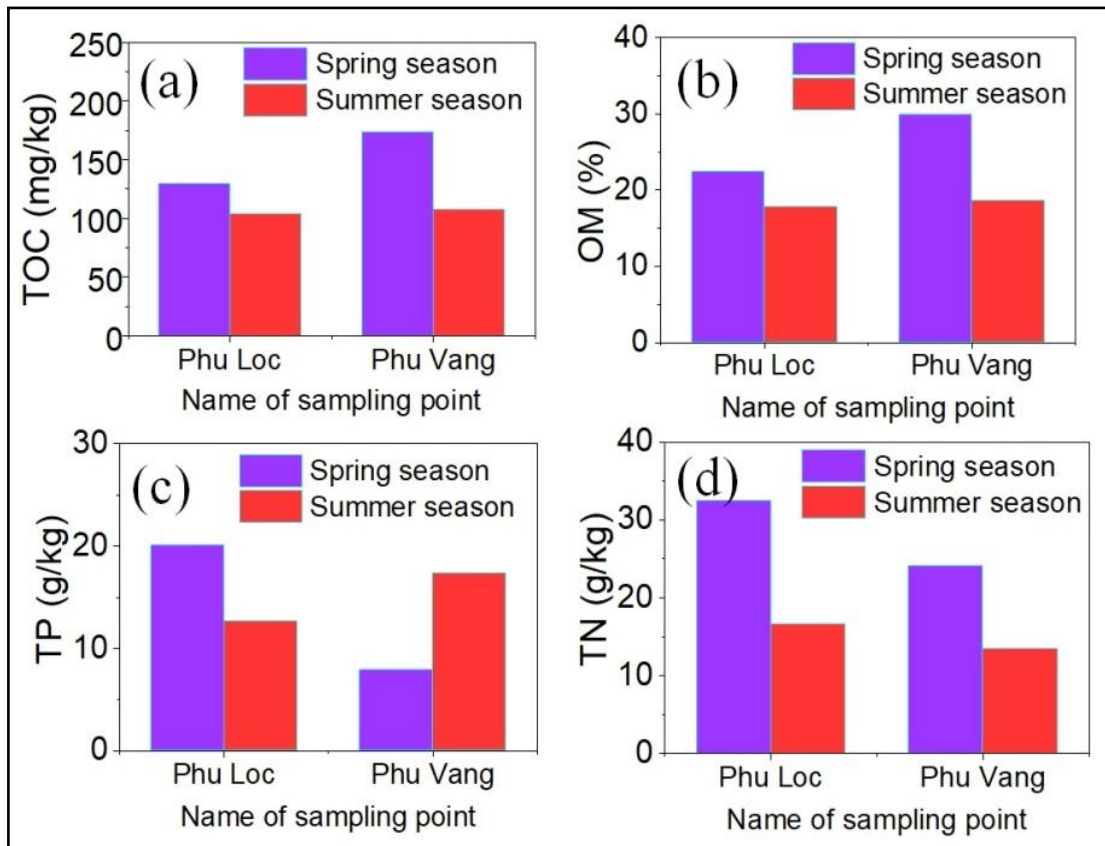 (a)
Spring season
Summer season
250
200
150
100
50
0
TOC (mg/kg)
Phu Loc Phu Vang
Name of sampling point
(b)
Spring season
Summer season
40
30
20
10
0
OM (%)
Phu Loc Phu Vang
Name of sampling point
(c)
Spring season
Summer season
30
20
10
0
TP (g/kg)
Phu Loc Phu Vang
Name of sampling point
(d)
Spring season
Summer season
40
30
20
10
0
TN (g/kg)
Phu Loc Phu Vang
Name of sampling point